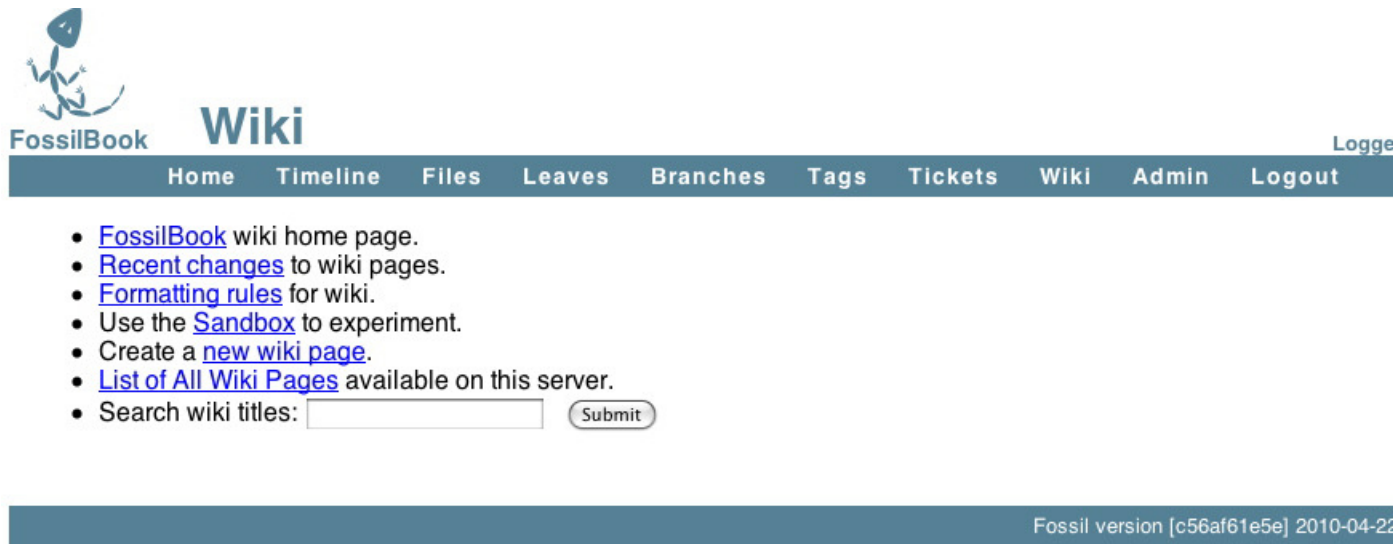 FossilBook
Wiki
Logge
Home Timeline Files Leaves Branches Tags Tickets Wiki Admin Logout
• FossilBook wiki home page.
• Recent changes to wiki pages.
• Formatting rules for wiki.
• Use the Sandbox to experiment.
• Create a new wiki page.
• List of All Wiki Pages available on this server.
• Search wiki titles: Submit
Fossil version [c56af61e5e] 2010-04-22